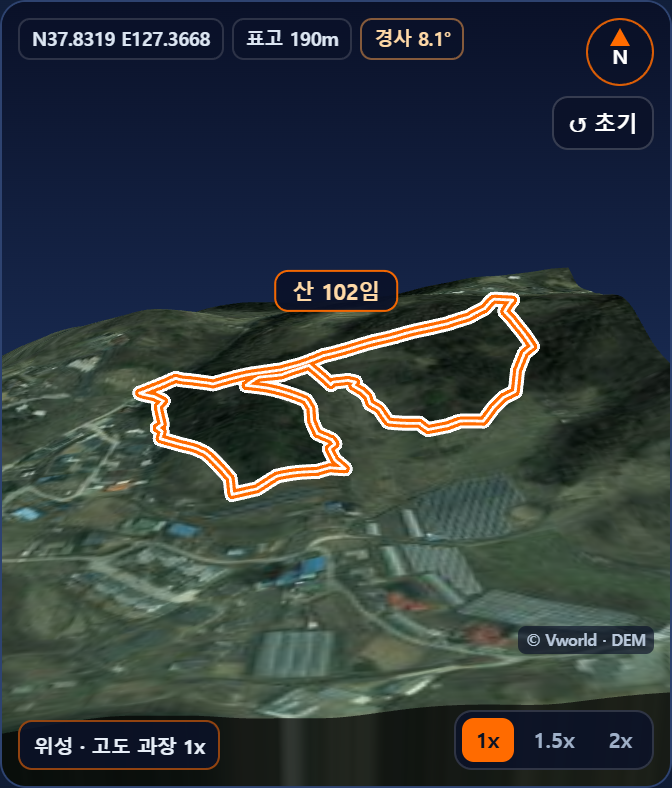 N37.8319 E127.3668
표고 190m
경사 8.1°
N
↺ 초기
산 102임
© Vworld · DEM
위성 · 고도 과장 1x
1x 1.5x 2x